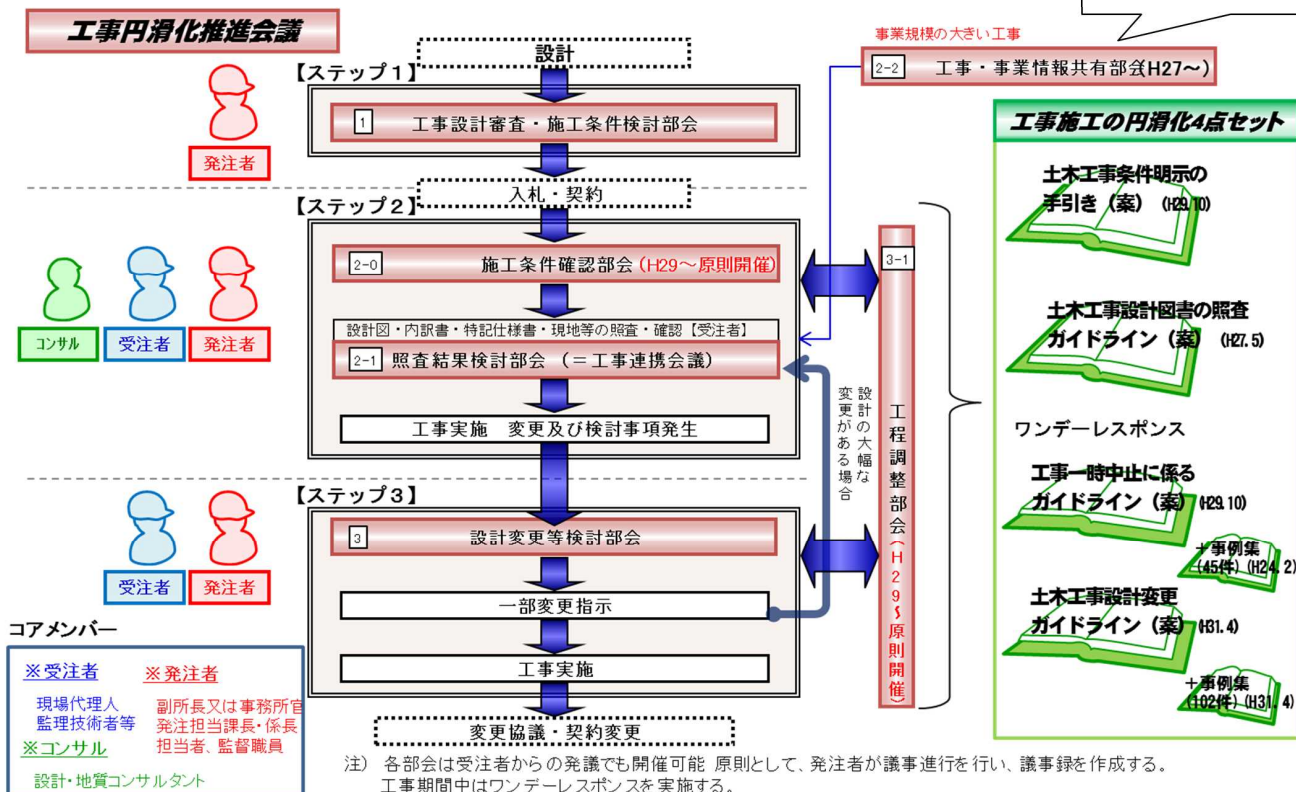 工事円滑化推進会議
設計
事業規模の大きい工事
2-2 工事・事業情報共有部会(H27～)
【ステップ1】
1 工事設計審査・施工条件検討部会
発注者
入札・契約
【ステップ2】
2-0 施工条件確認部会(H29～原則開催)
設計図・内訳書・特記仕様書・現地等の照査・確認【受注者】
2-1 照査結果検討部会 (＝工事連携会議)
工事実施 変更及び検討事項発生
コンサル
受注者
発注者
【ステップ3】
3 設計変更等検討部会
一部変更指示
工事実施
変更協議・契約変更
受注者
発注者
設計の大幅な
変更がある場合
3-1
工程調整部会(H29～原則開催)
工事施工の円滑化4点セット
土木工事条件明示の
手引き(案) (H29.10)
土木工事設計図書の照査
ガイドライン(案) (H27.5)
ワンデーレスポンス
工事一時中止に係る
ガイドライン(案) (H29.10)
＋事例集
(45件)(H24.2)
土木工事設計変更
ガイドライン(案) (H31.4)
＋事例集
(102件)(H31.4)
コアメンバー
※受注者
現場代理人
監理技術者等
※発注者
副所長又は事務所官
発注担当課長・係長
担当者、監督職員
※コンサル
設計・地質コンサルタント
注) 各部会は受注者からの発議でも開催可能 原則として、発注者が議事進行を行い、議事録を作成する。
工事期間中はワンデーレスポンスを実施する。